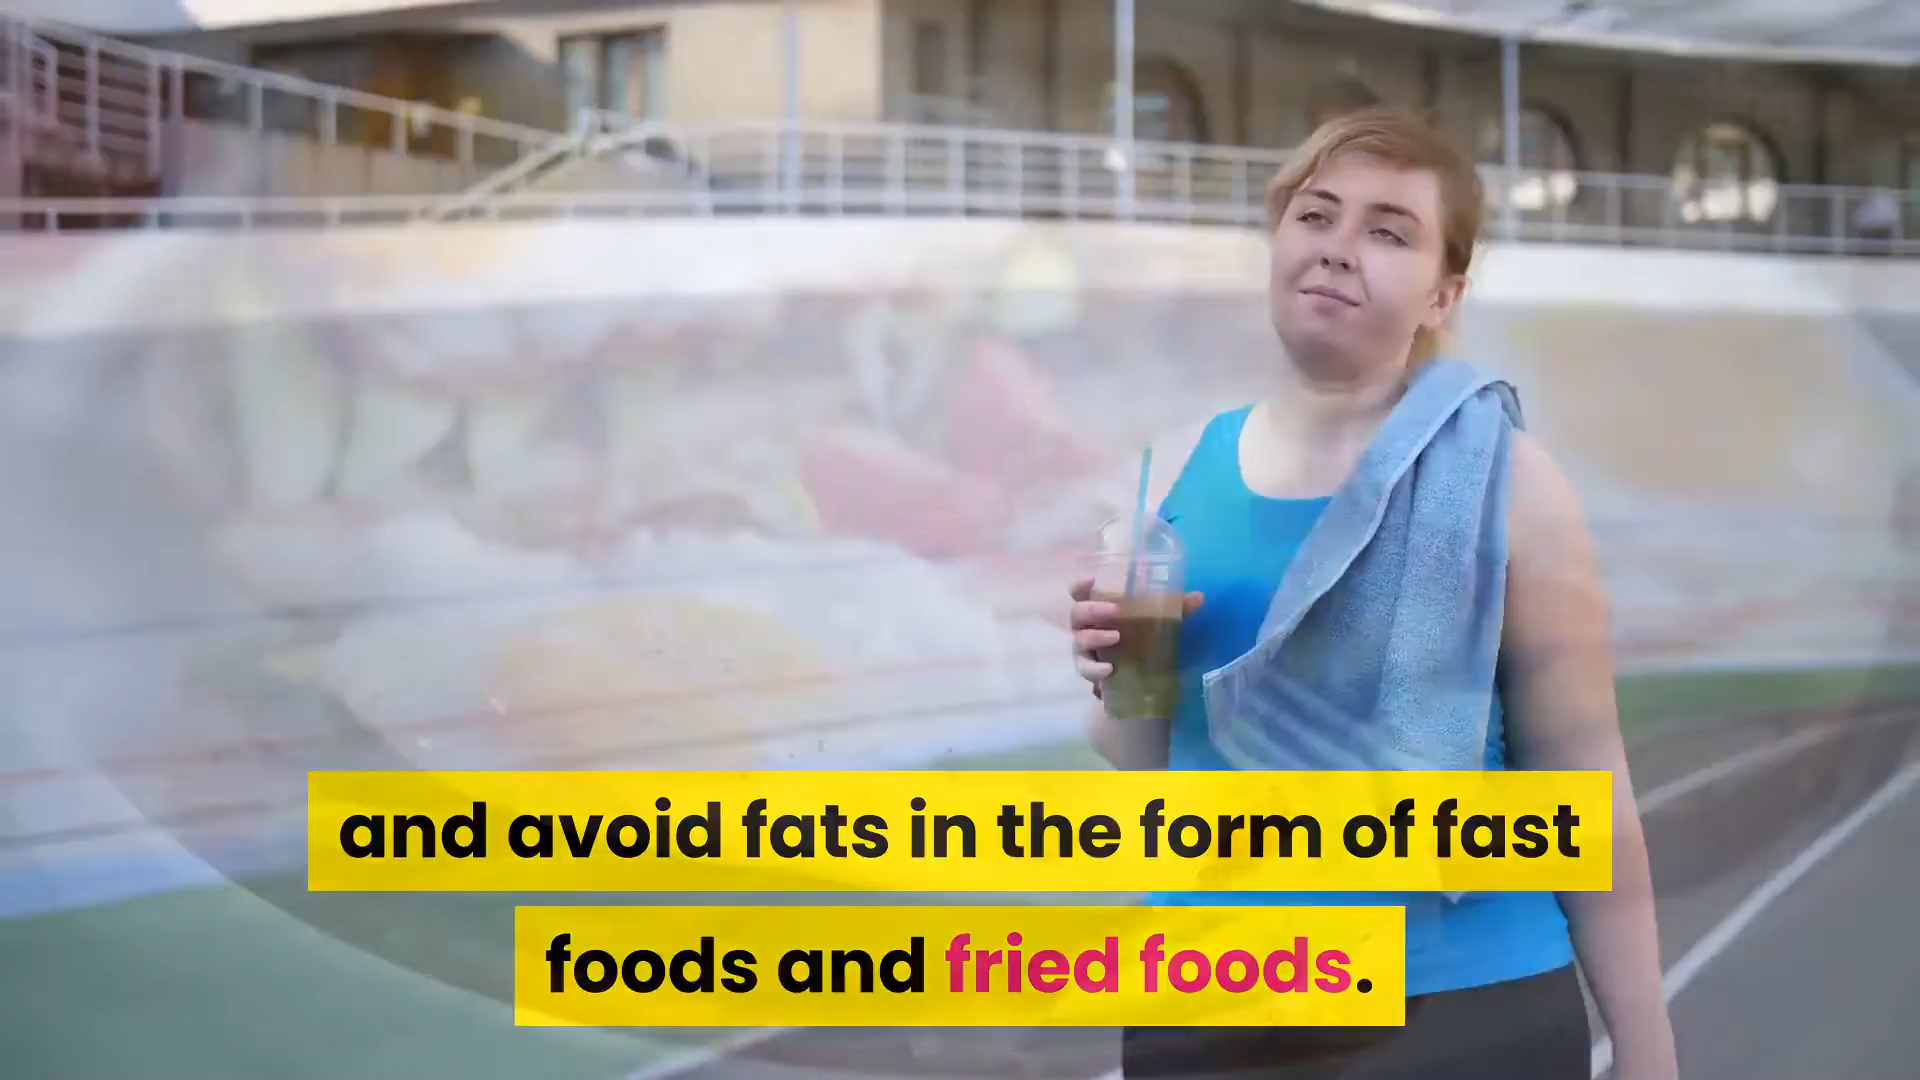 and avoid fats in the form of fast
foods and fried foods.